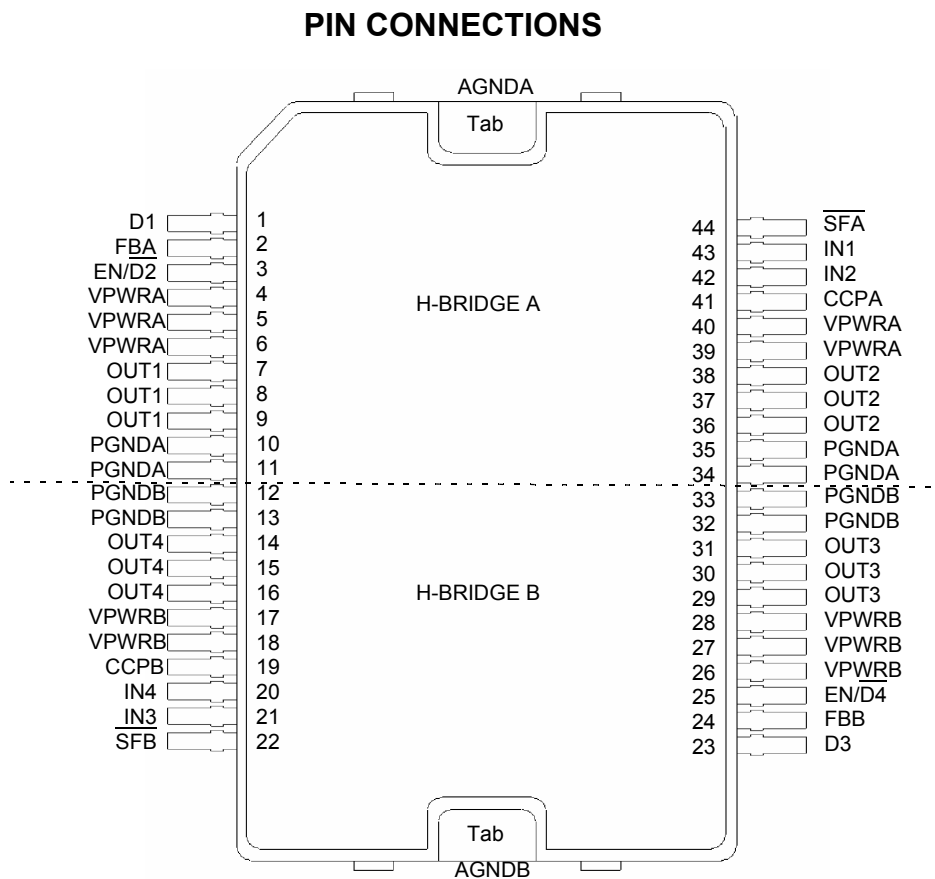 PIN CONNECTIONS
AGNDA
Tab
D1 1
FBA 2
EN/D̅2̅ 3
VPWRA 4
VPWRA 5
VPWRA 6
OUT1 7
OUT1 8
OUT1 9
PGNDA 10
PGNDA 11
PGNDB 12
PGNDB 13
OUT4 14
OUT4 15
OUT4 16
VPWRB 17
VPWRB 18
CCPB 19
IN4 20
IN3 21
S̅F̅B̅ 22
H-BRIDGE A
H-BRIDGE B
44 S̅F̅A̅
43 IN1
42 IN2
41 CCPA
40 VPWRA
39 VPWRA
38 OUT2
37 OUT2
36 OUT2
35 PGNDA
34 PGNDA
33 PGNDB
32 PGNDB
31 OUT3
30 OUT3
29 OUT3
28 VPWRB
27 VPWRB
26 VPWRB
25 EN/D̅4̅
24 FBB
23 D3
Tab
AGNDB